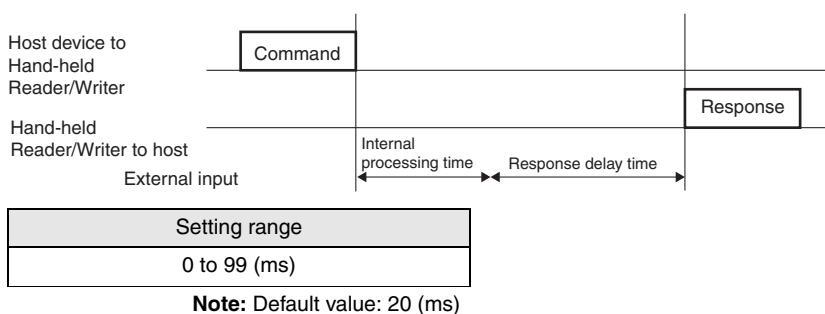 Host device to
Hand-held
Reader/Writer
Command
Response
Hand-held
Reader/Writer to host
External input
Internal
processing time
Response delay time
Setting range
0 to 99 (ms)
Note: Default value: 20 (ms)